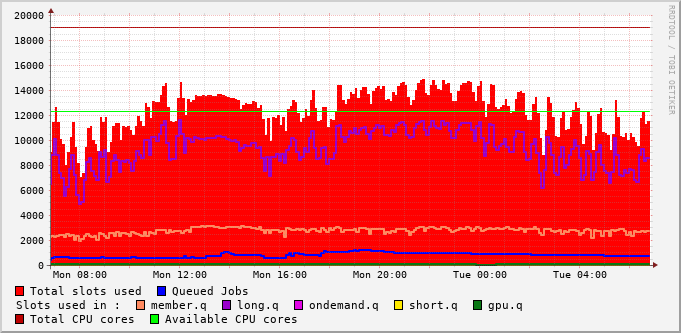 20000
18000
16000
14000
12000
10000
8000
6000
4000
2000
0
Mon 08:00 Mon 12:00 Mon 16:00 Mon 20:00 Tue 00:00 Tue 04:00
RRDTOOL / TOBI OETIKER
Total slots used Queued Jobs
Slots used in : member.q long.q ondemand.q short.q gpu.q
Total CPU cores Available CPU cores